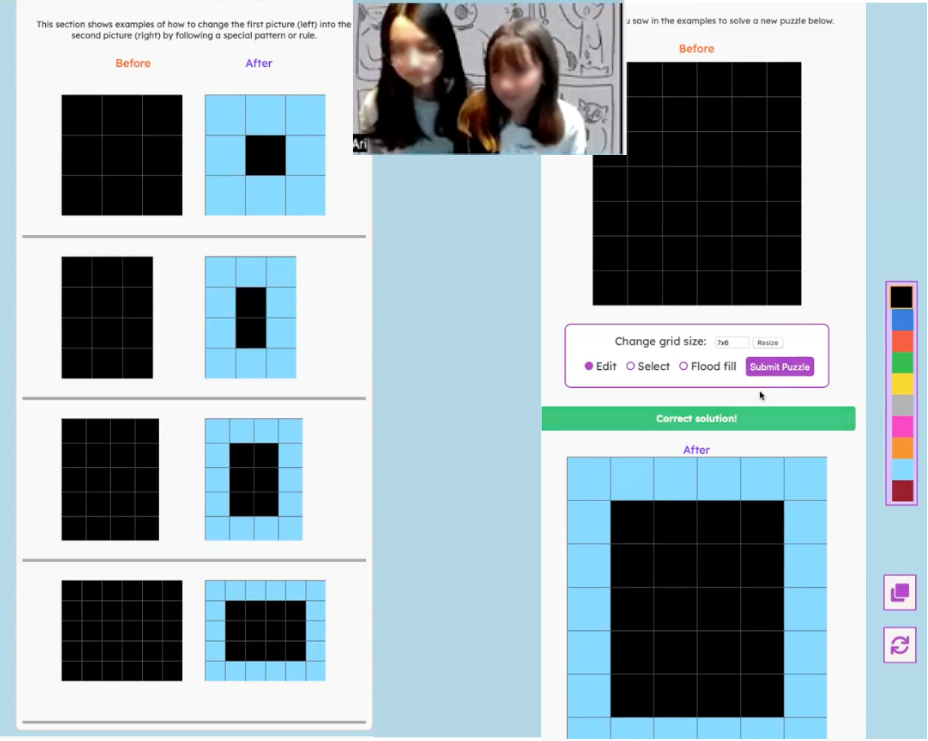 This section shows examples of how to change the first picture (left) into the
second picture (right) by following a special pattern or rule.
Before
After
Ari
u saw in the examples to solve a new puzzle below.
Before
Change grid size:
7x6
Resize
Edit
Select
Flood fill
Submit Puzzle
Correct solution!
After